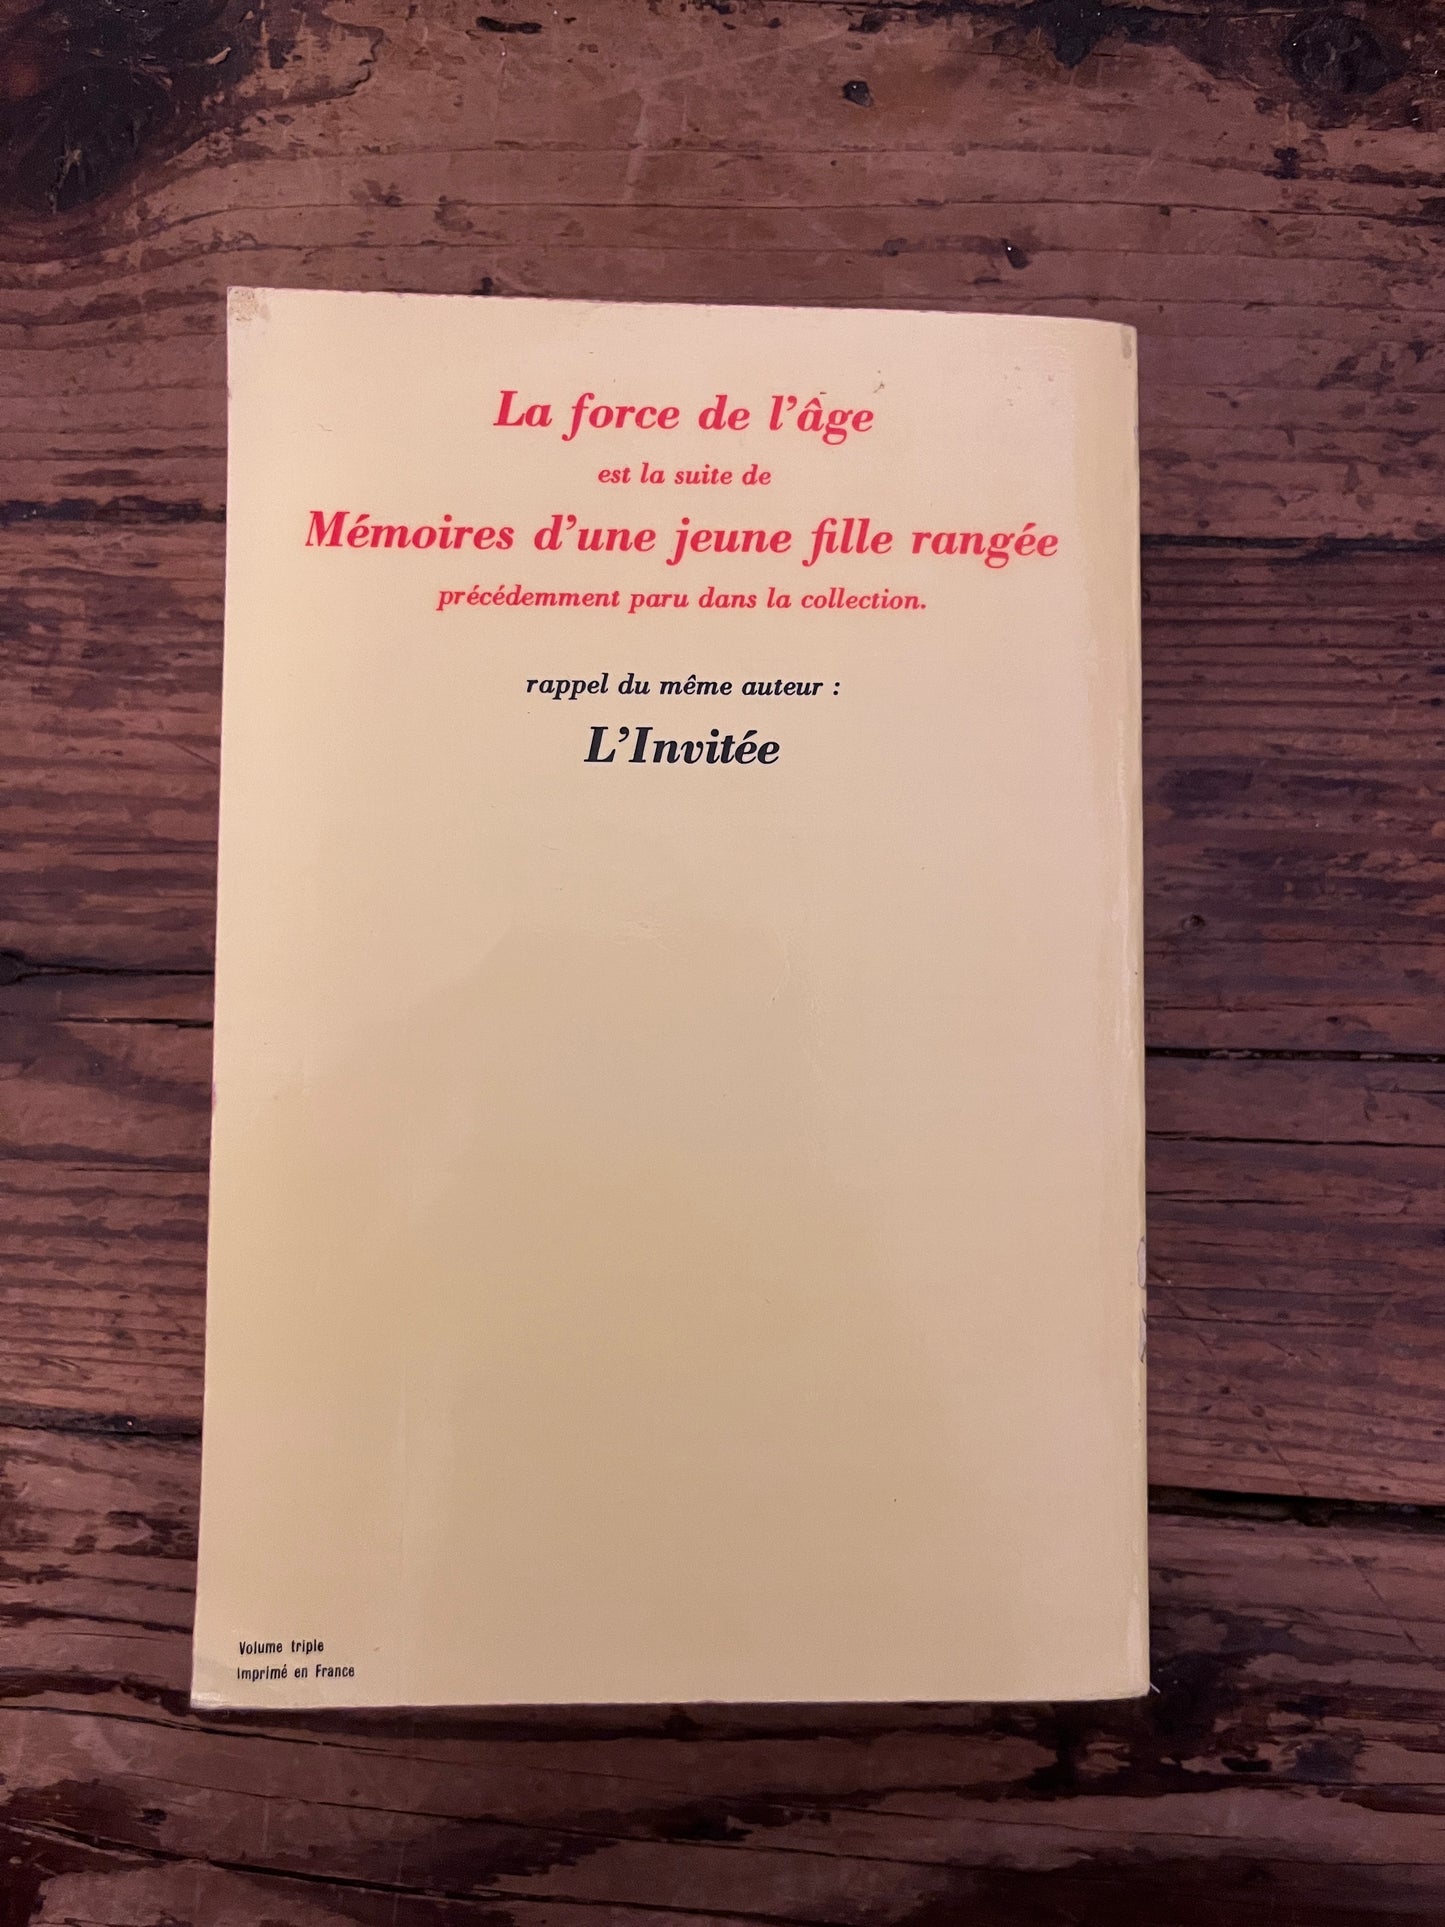 La force de l'âge
est la suite de
Mémoires d'une jeune fille rangée
précédemment paru dans la collection.
rappel du même auteur :
L'Invitée
Volume triple
Imprimé en France